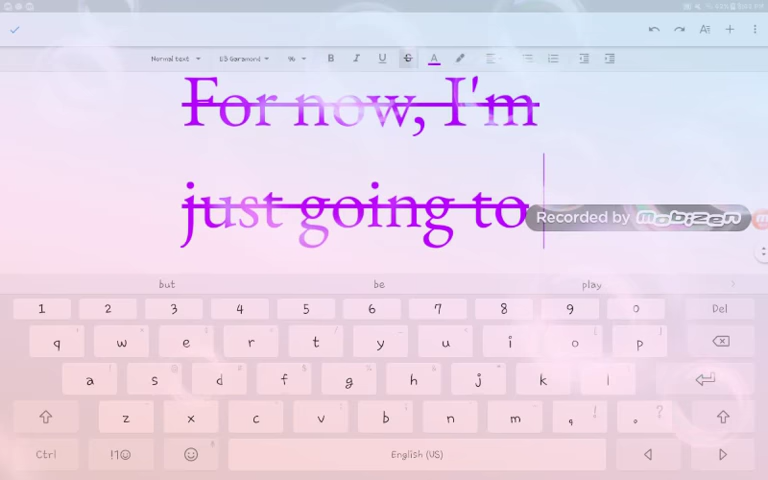 Normal text EB Garamond 96 B I U S A
For now, I'm
just going to
Recorded by Mobizen
but be play
1 2 3 4 5 6 7 8 9 0 Del
q w e r t y u i o p
a s d f g h j k l
z x c v b n m , ! . ?
Ctrl !1☺ English (US)